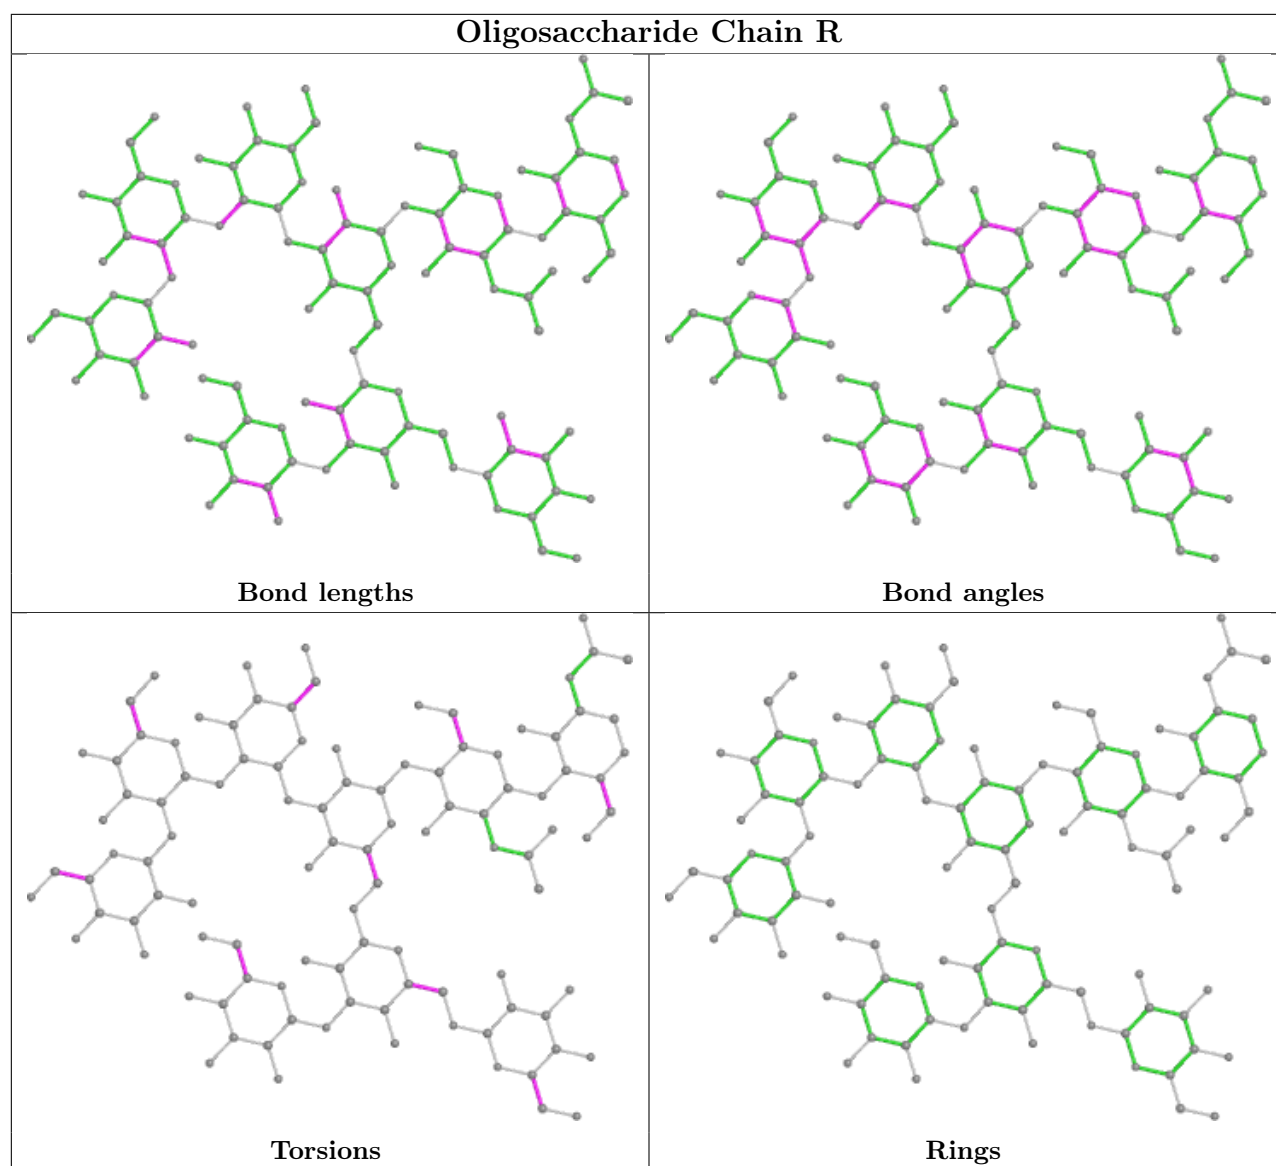 Oligosaccharide Chain R
Bond lengths
Bond angles
Torsions
Rings